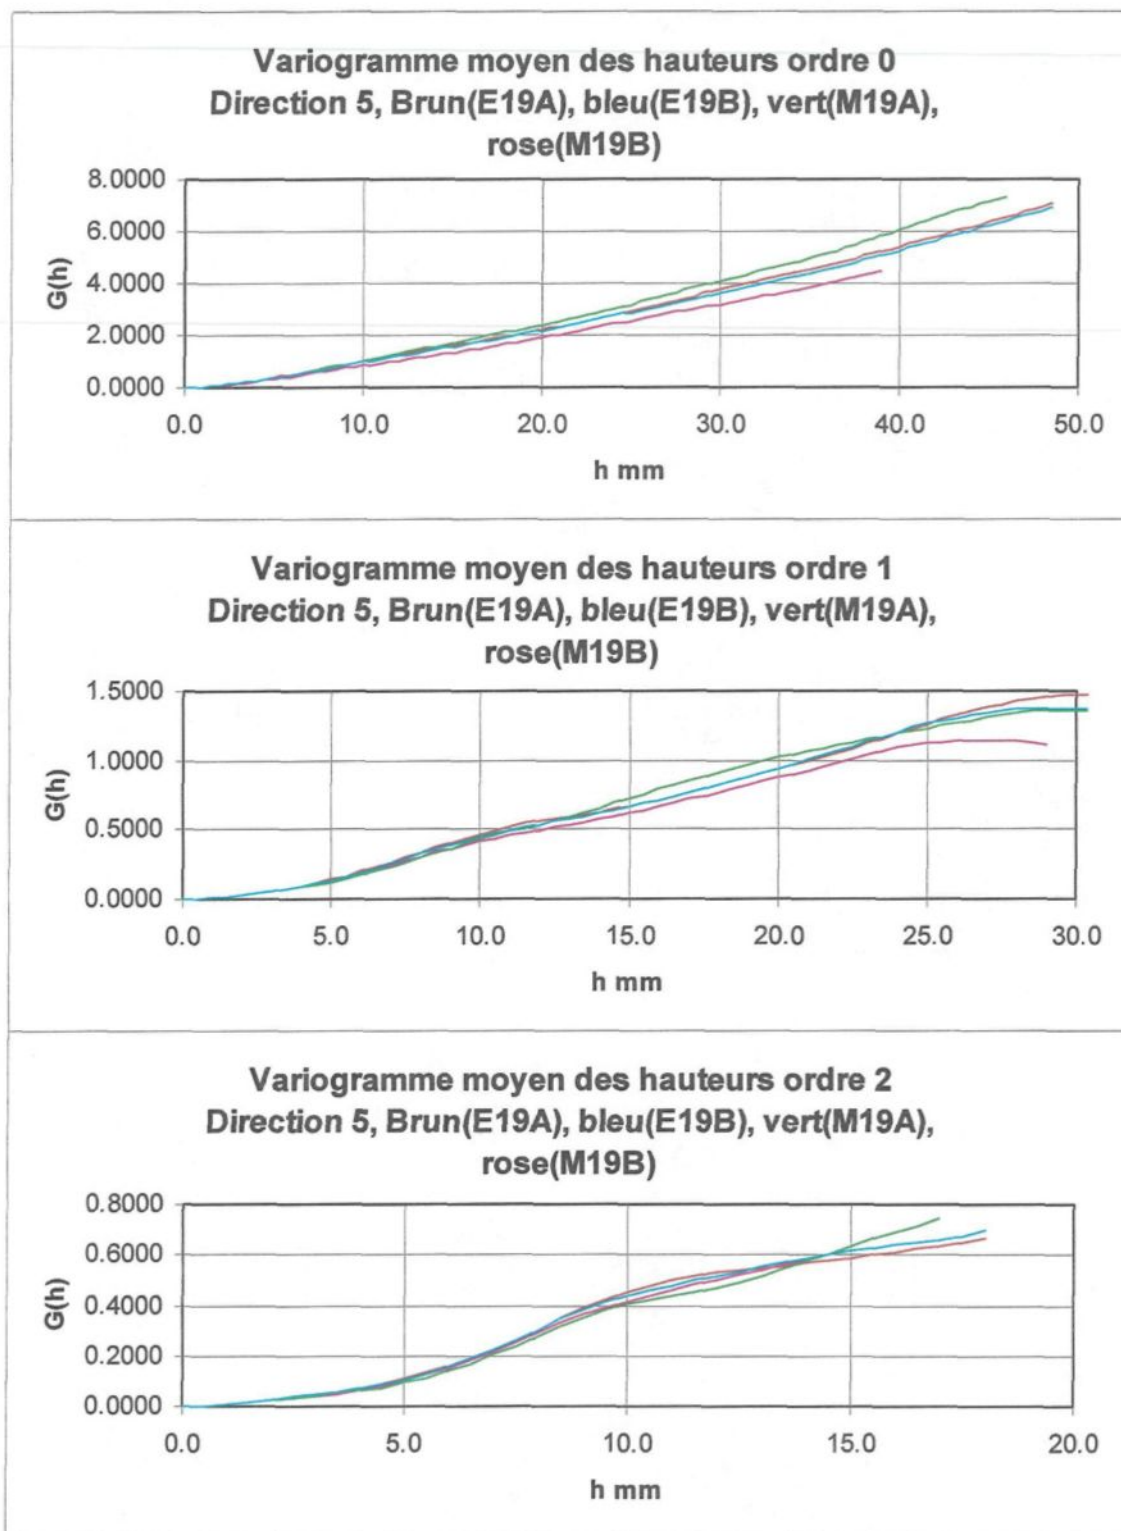 Variogramme moyen des hauteurs ordre 0
Direction 5, Brun(E19A), bleu(E19B), vert(M19A),
rose(M19B)
8.0000
6.0000
4.0000
2.0000
0.0000
G(h)
0.0 10.0 20.0 30.0 40.0 50.0
h mm
Variogramme moyen des hauteurs ordre 1
Direction 5, Brun(E19A), bleu(E19B), vert(M19A),
rose(M19B)
1.5000
1.0000
0.5000
0.0000
G(h)
0.0 5.0 10.0 15.0 20.0 25.0 30.0
h mm
Variogramme moyen des hauteurs ordre 2
Direction 5, Brun(E19A), bleu(E19B), vert(M19A),
rose(M19B)
0.8000
0.6000
0.4000
0.2000
0.0000
G(h)
0.0 5.0 10.0 15.0 20.0
h mm